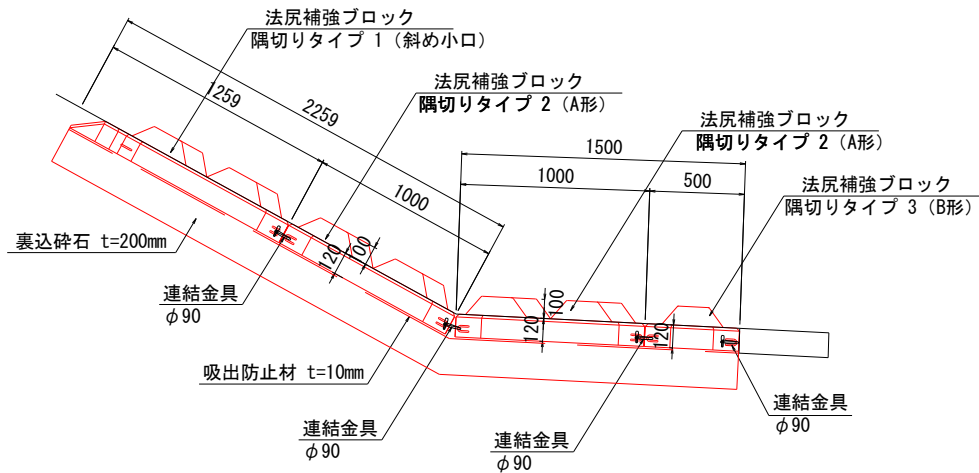 法尻補強ブロック
隅切りタイプ 1（斜め小口）
法尻補強ブロック
隅切りタイプ 2（A形）
法尻補強ブロック
隅切りタイプ 2（A形）
法尻補強ブロック
隅切りタイプ 3（B形）
1259
2259
1000
1500
1000
500
120
100
120
100
120
裏込砕石 t=200mm
連結金具
φ90
吸出防止材 t=10mm
連結金具
φ90
連結金具
φ90
連結金具
φ90